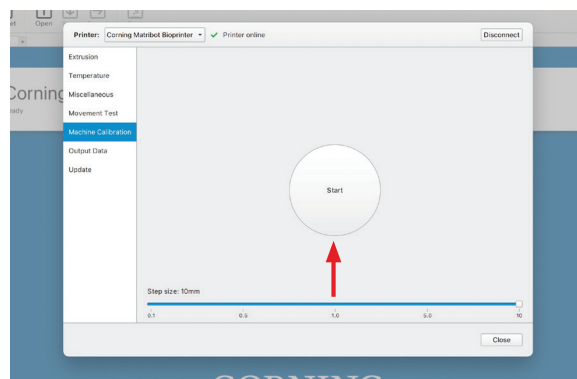 Open
Printer: Corning Matribot Bioprinter ✓ Printer online Disconnect
Corning
Extrusion
Temperature
Miscellaneous
Movement Test
Machine Calibration
Output Data
Update
Start
Step size: 10mm
0.1 0.5 1.0 5.0 10
Close
CORNING